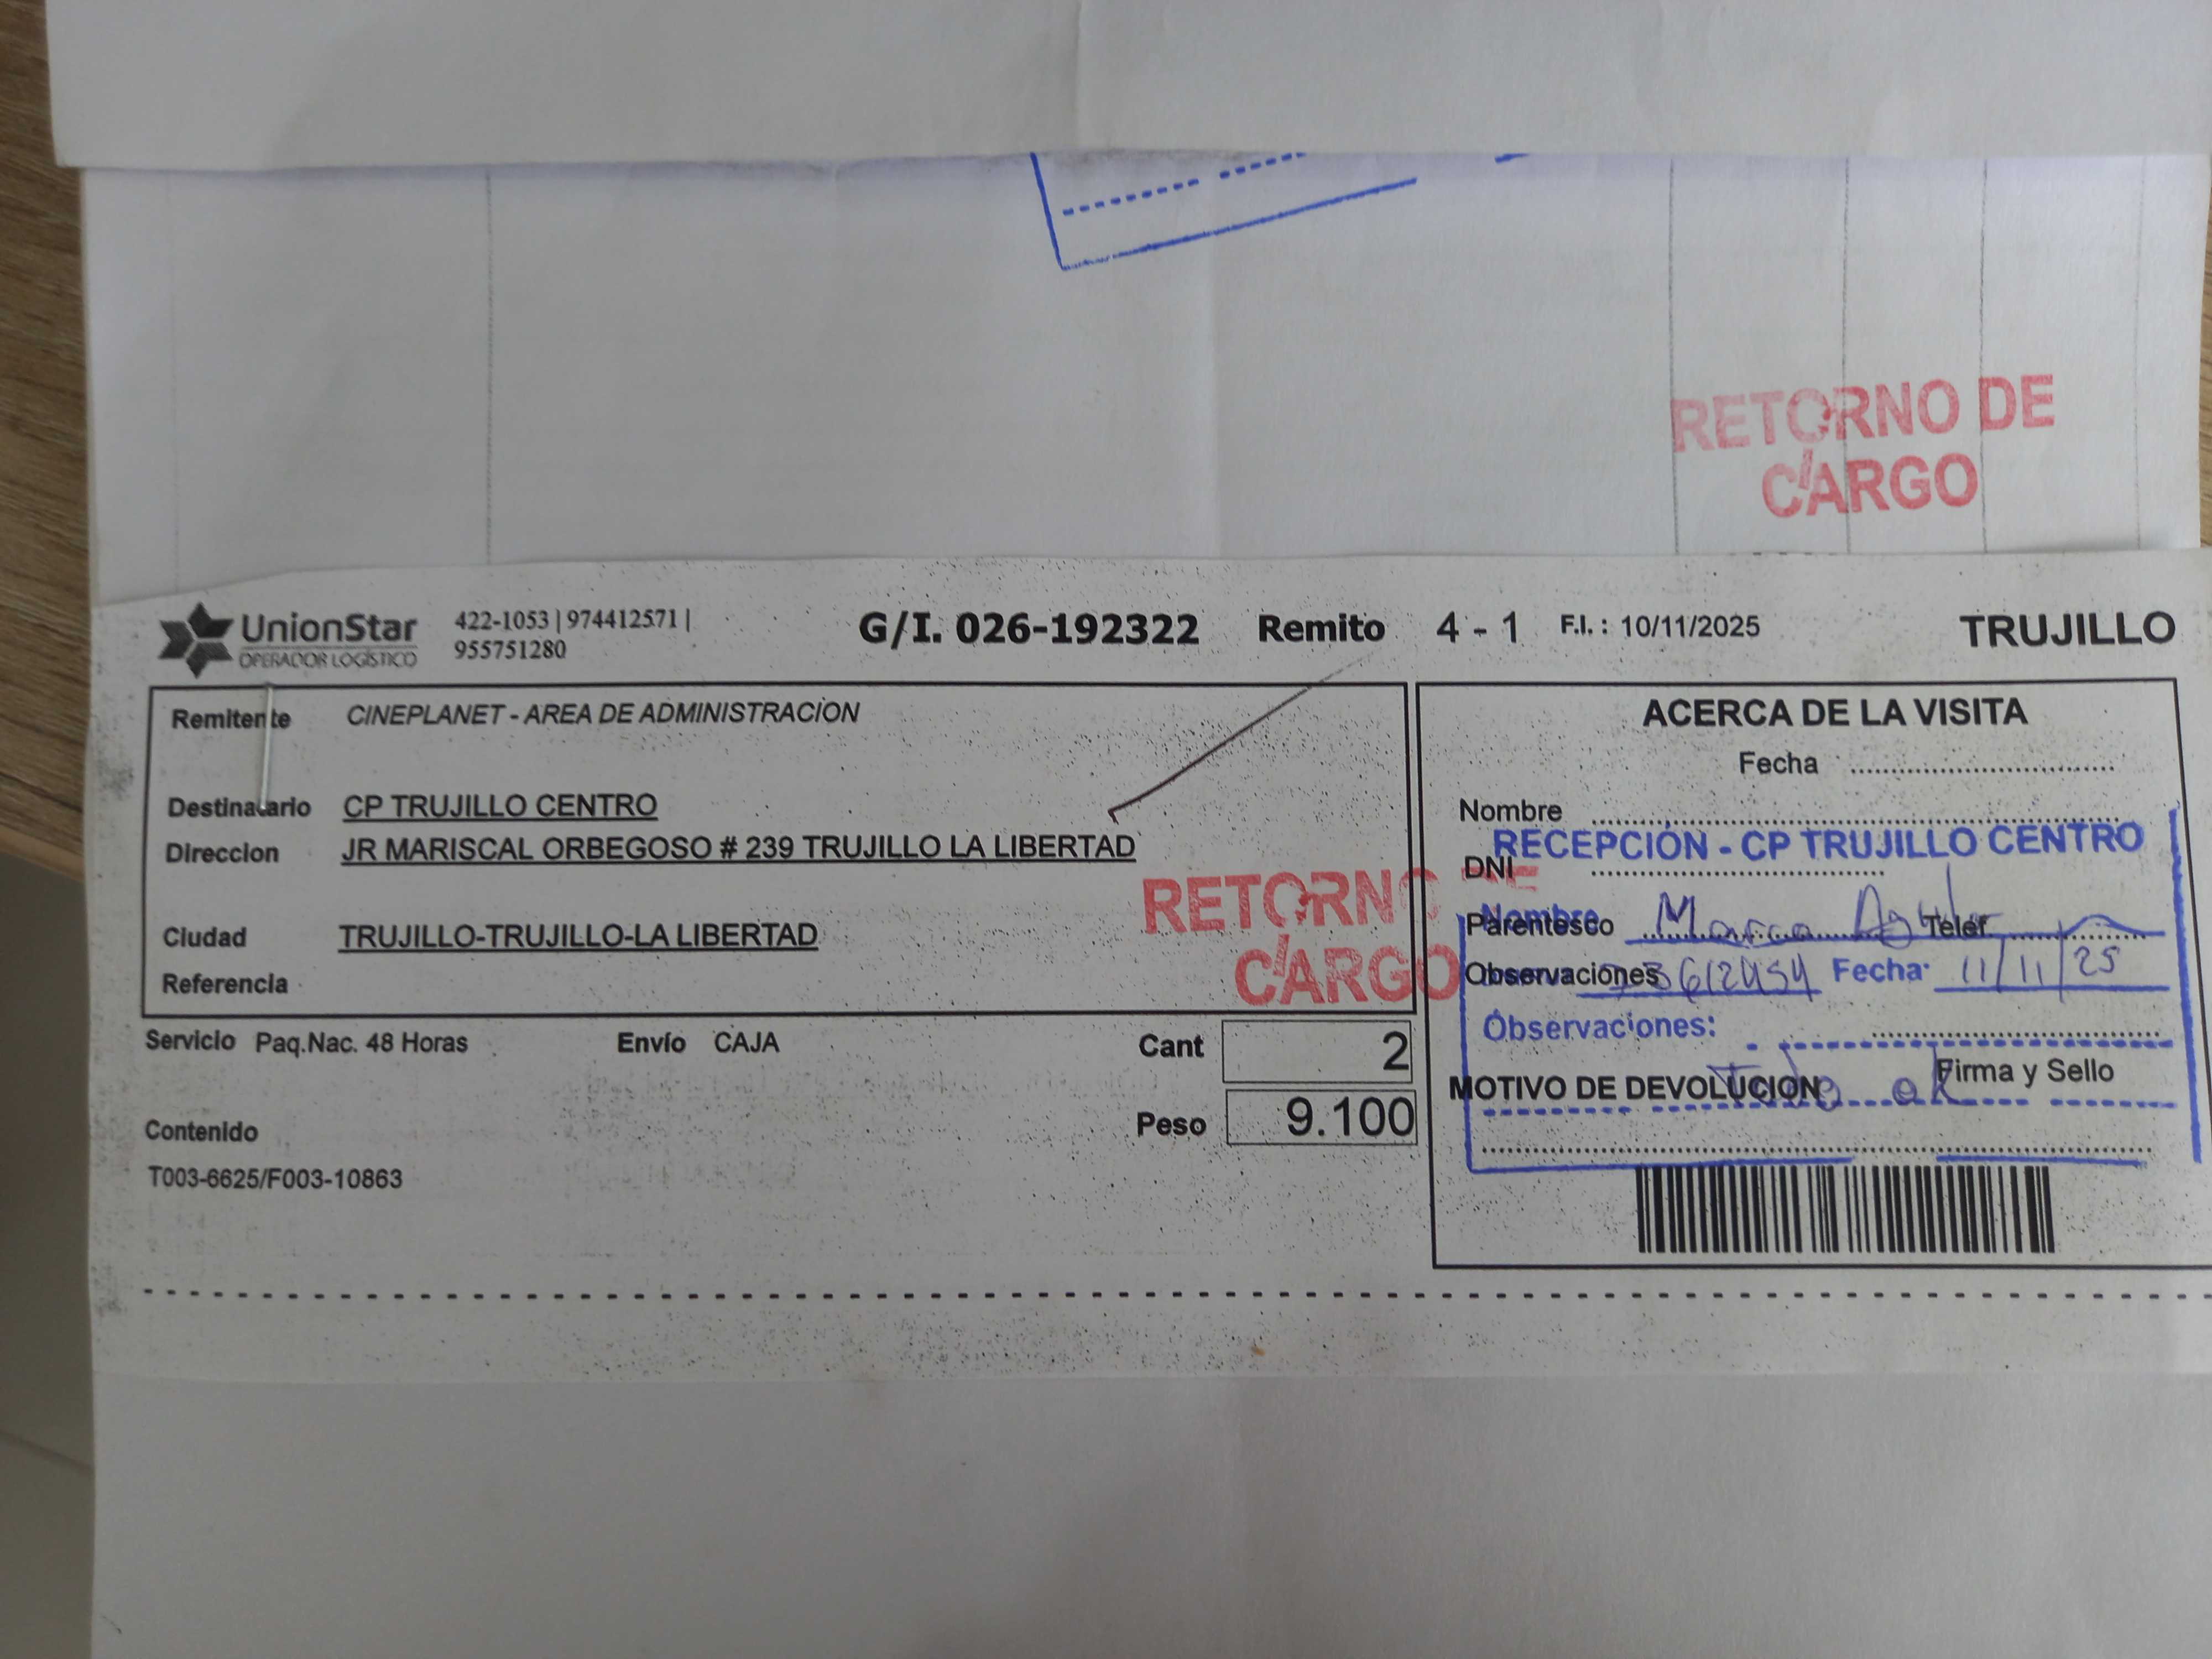 RETORNO DE
CARGO
UnionStar
OPERADOR LOGÍSTICO
422-1053 | 974412571 |
955751280
G/I. 026-192322 Remito 4 - 1 F.I. : 10/11/2025 TRUJILLO
Remitente CINEPLANET - AREA DE ADMINISTRACION
Destinatario CP TRUJILLO CENTRO
Direccion JR MARISCAL ORBEGOSO # 239 TRUJILLO LA LIBERTAD
Ciudad TRUJILLO-TRUJILLO-LA LIBERTAD
Referencia
RETORNO DE
CARGO
Servicio Paq.Nac. 48 Horas Envío CAJA Cant 2
Peso 9.100
Contenido
T003-6625/F003-10863
ACERCA DE LA VISITA
Fecha
Nombre
RECEPCIÓN - CP TRUJILLO CENTRO
DNI
Nombre
Parentesco Telef.
Observaciones Fecha: 11/11/25
Observaciones:
Firma y Sello
MOTIVO DE DEVOLUCION Todo ok